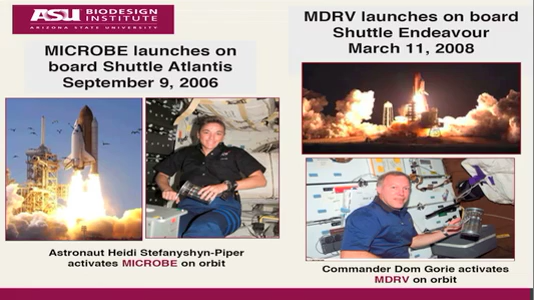 ASU BIODESIGN
INSTITUTE
ARIZONA STATE UNIVERSITY
MICROBE launches on
board Shuttle Atlantis
September 9, 2006
Astronaut Heidi Stefanyshyn-Piper
activates MICROBE on orbit
MDRV launches on board
Shuttle Endeavour
March 11, 2008
Commander Dom Gorie activates
MDRV on orbit